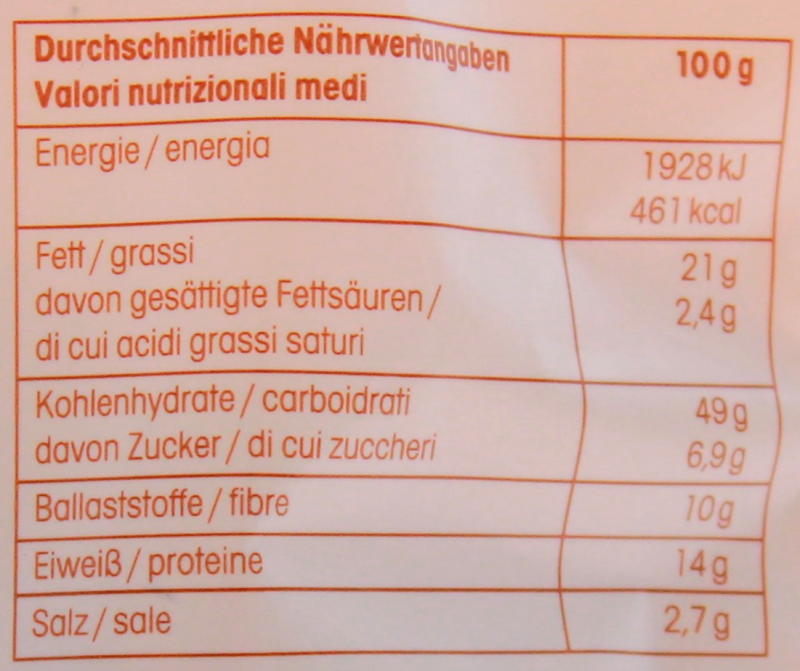 Durchschnittliche Nährwertangaben
Valori nutrizionali medi
100 g
Energie / energia
1928 kJ
461 kcal
Fett / grassi
21 g
davon gesättigte Fettsäuren /
2,4 g
di cui acidi grassi saturi
Kohlenhydrate / carboidrati
49 g
davon Zucker / di cui zuccheri
6,9 g
Ballaststoffe / fibre
10 g
Eiweiß / proteine
14 g
Salz / sale
2,7 g